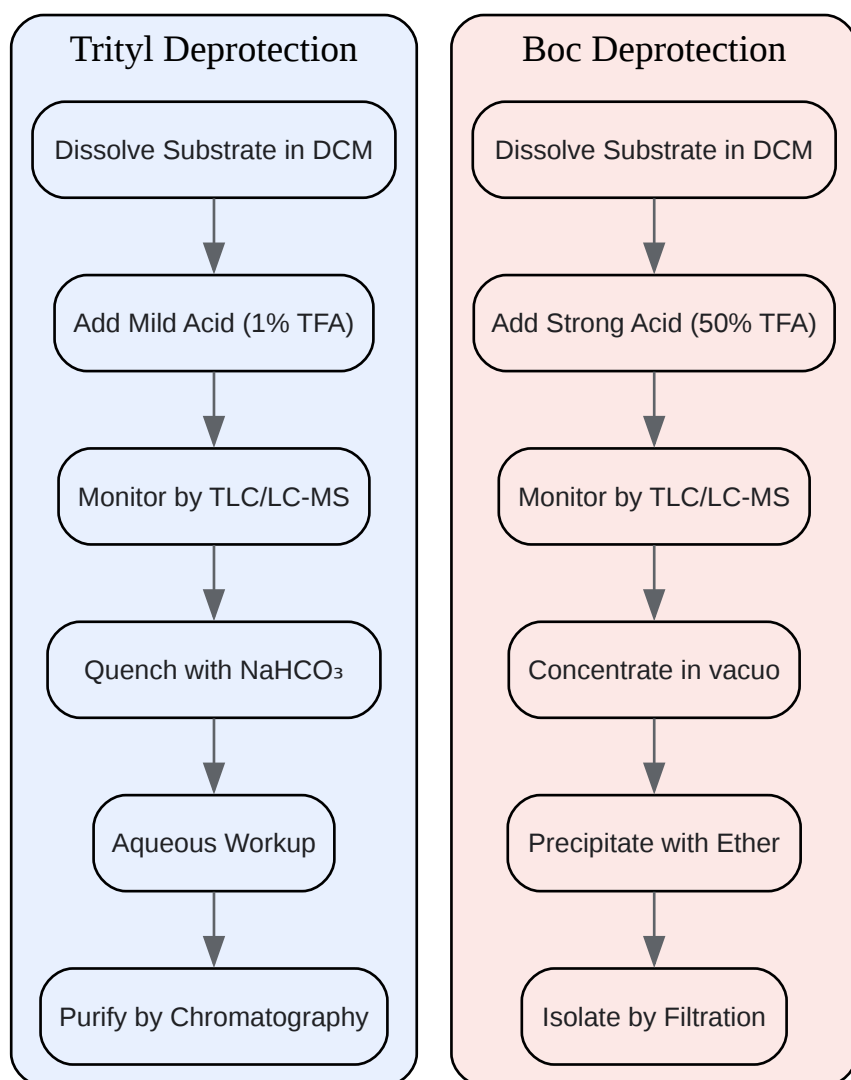 Trityl Deprotection
Dissolve Substrate in DCM
Add Mild Acid (1% TFA)
Monitor by TLC/LC-MS
Quench with NaHCO₃
Aqueous Workup
Purify by Chromatography
Boc Deprotection
Dissolve Substrate in DCM
Add Strong Acid (50% TFA)
Monitor by TLC/LC-MS
Concentrate in vacuo
Precipitate with Ether
Isolate by Filtration